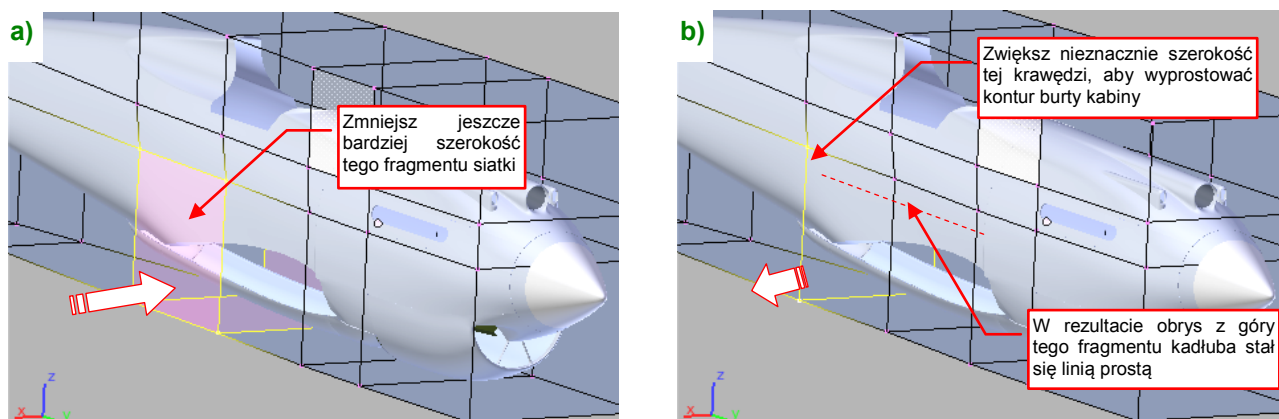 a)
Zmniejsz jeszcze
bardziej szerokość
tego fragmentu siatki
z
x
y
b)
Zwiększ nieznacznie szerokość
tej krawędzi, aby wyprostować
kontur burty kabiny
W rezultacie obrys z góry
tego fragmentu kadłuba stał
się linią prostą
z
x
y